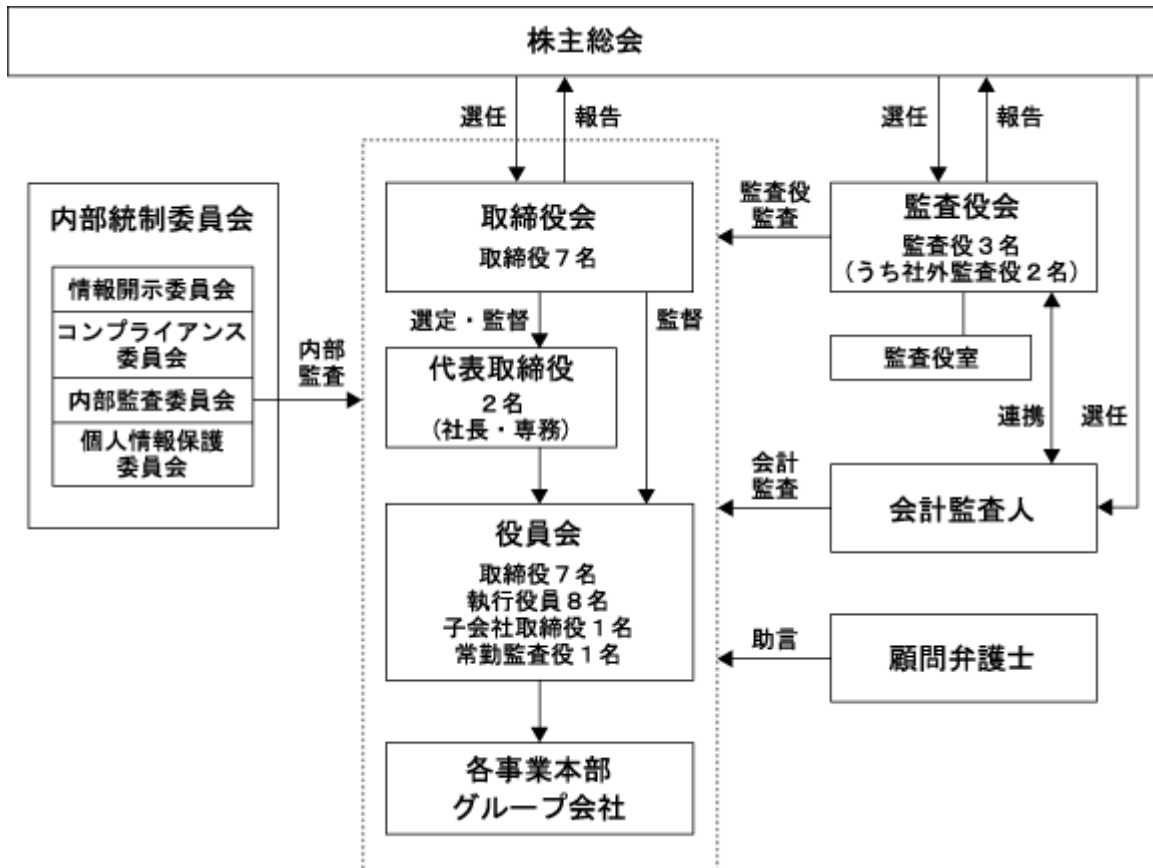 株主総会
選任
報告
選任
報告
内部統制委員会
情報開示委員会
コンプライアンス
委員会
内部監査委員会
個人情報保護
委員会
内部
監査
取締役会
取締役7名
選定・監督
監督
代表取締役
2名
(社長・専務)
役員会
取締役7名
執行役員8名
子会社取締役1名
常勤監査役1名
各事業本部
グループ会社
監査役
監査
監査役会
監査役3名
(うち社外監査役2名)
監査役室
連携
選任
会計
監査
会計監査人
助言
顧問弁護士